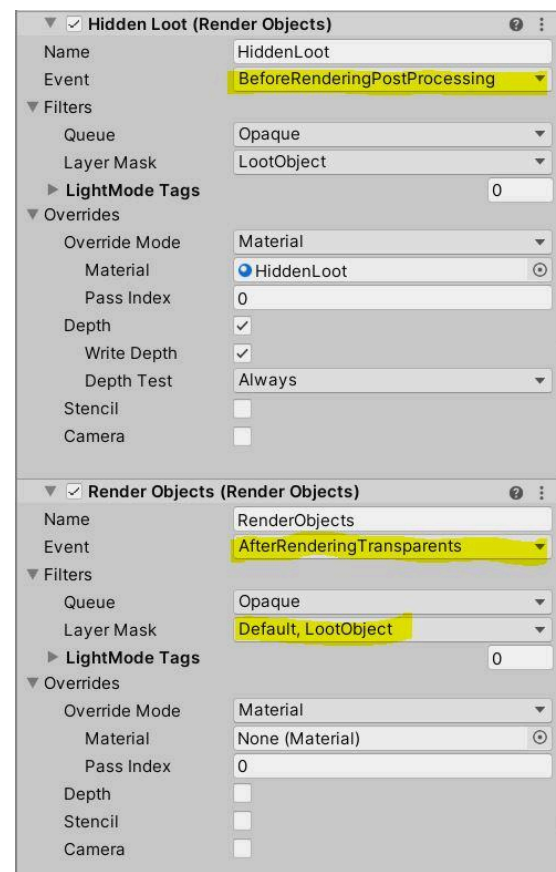 Hidden Loot (Render Objects)
Name HiddenLoot
Event BeforeRenderingPostProcessing
Filters
Queue Opaque
Layer Mask LootObject
LightMode Tags 0
Overrides
Override Mode Material
Material HiddenLoot
Pass Index 0
Depth
Write Depth
Depth Test Always
Stencil
Camera
Render Objects (Render Objects)
Name RenderObjects
Event AfterRenderingTransparents
Filters
Queue Opaque
Layer Mask Default, LootObject
LightMode Tags 0
Overrides
Override Mode Material
Material None (Material)
Pass Index 0
Depth
Stencil
Camera